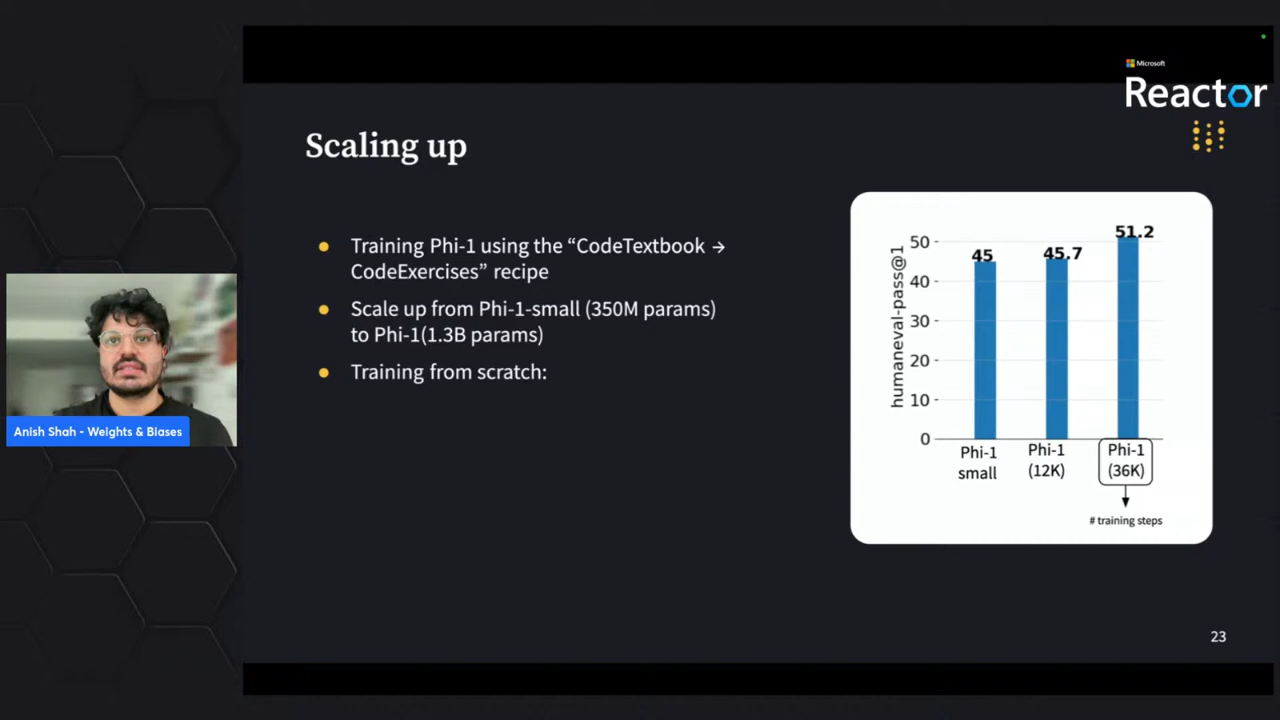 Microsoft
Reactor
Scaling up
Training Phi-1 using the “CodeTextbook →
CodeExercises” recipe
Scale up from Phi-1-small (350M params)
to Phi-1(1.3B params)
Training from scratch:
humaneval-pass@1
50
40
30
20
10
0
45
45.7
51.2
Phi-1
small
Phi-1
(12K)
Phi-1
(36K)
# training steps
Anish Shah - Weights & Biases
23